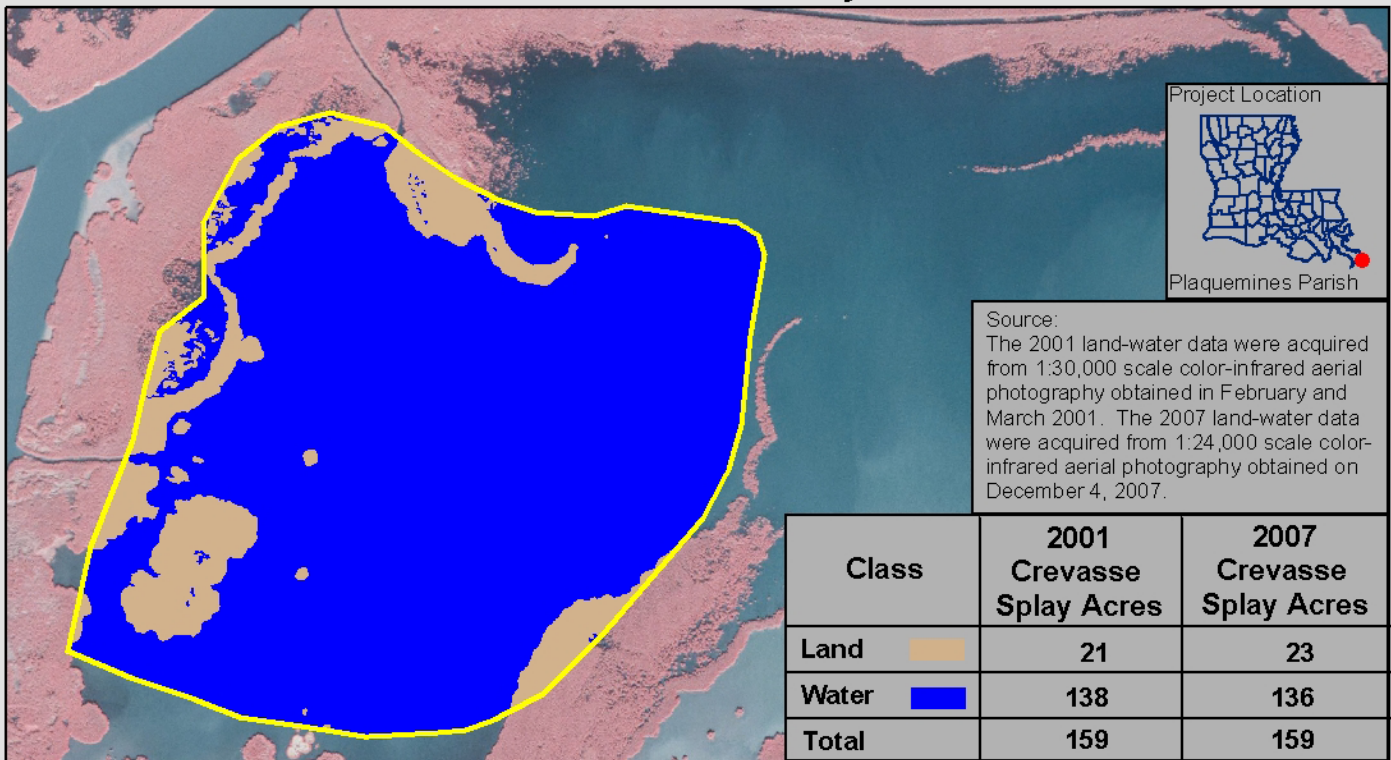 Project Location
Plaquemines Parish
Source:
The 2001 land-water data were acquired
from 1:30,000 scale color-infrared aerial
photography obtained in February and
March 2001. The 2007 land-water data
were acquired from 1:24,000 scale color-
infrared aerial photography obtained on
December 4, 2007.
Class 2001 Crevasse Splay Acres 2007 Crevasse Splay Acres
Land 21 23
Water 138 136
Total 159 159